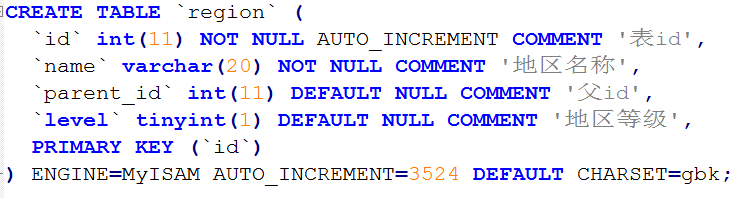 CREATE TABLE `region` (
`id` int(11) NOT NULL AUTO_INCREMENT COMMENT '表id',
`name` varchar(20) NOT NULL COMMENT '地区名称',
`parent_id` int(11) DEFAULT NULL COMMENT '父id',
`level` tinyint(1) DEFAULT NULL COMMENT '地区等级',
PRIMARY KEY (`id`)
) ENGINE=MyISAM AUTO_INCREMENT=3524 DEFAULT CHARSET=gbk;